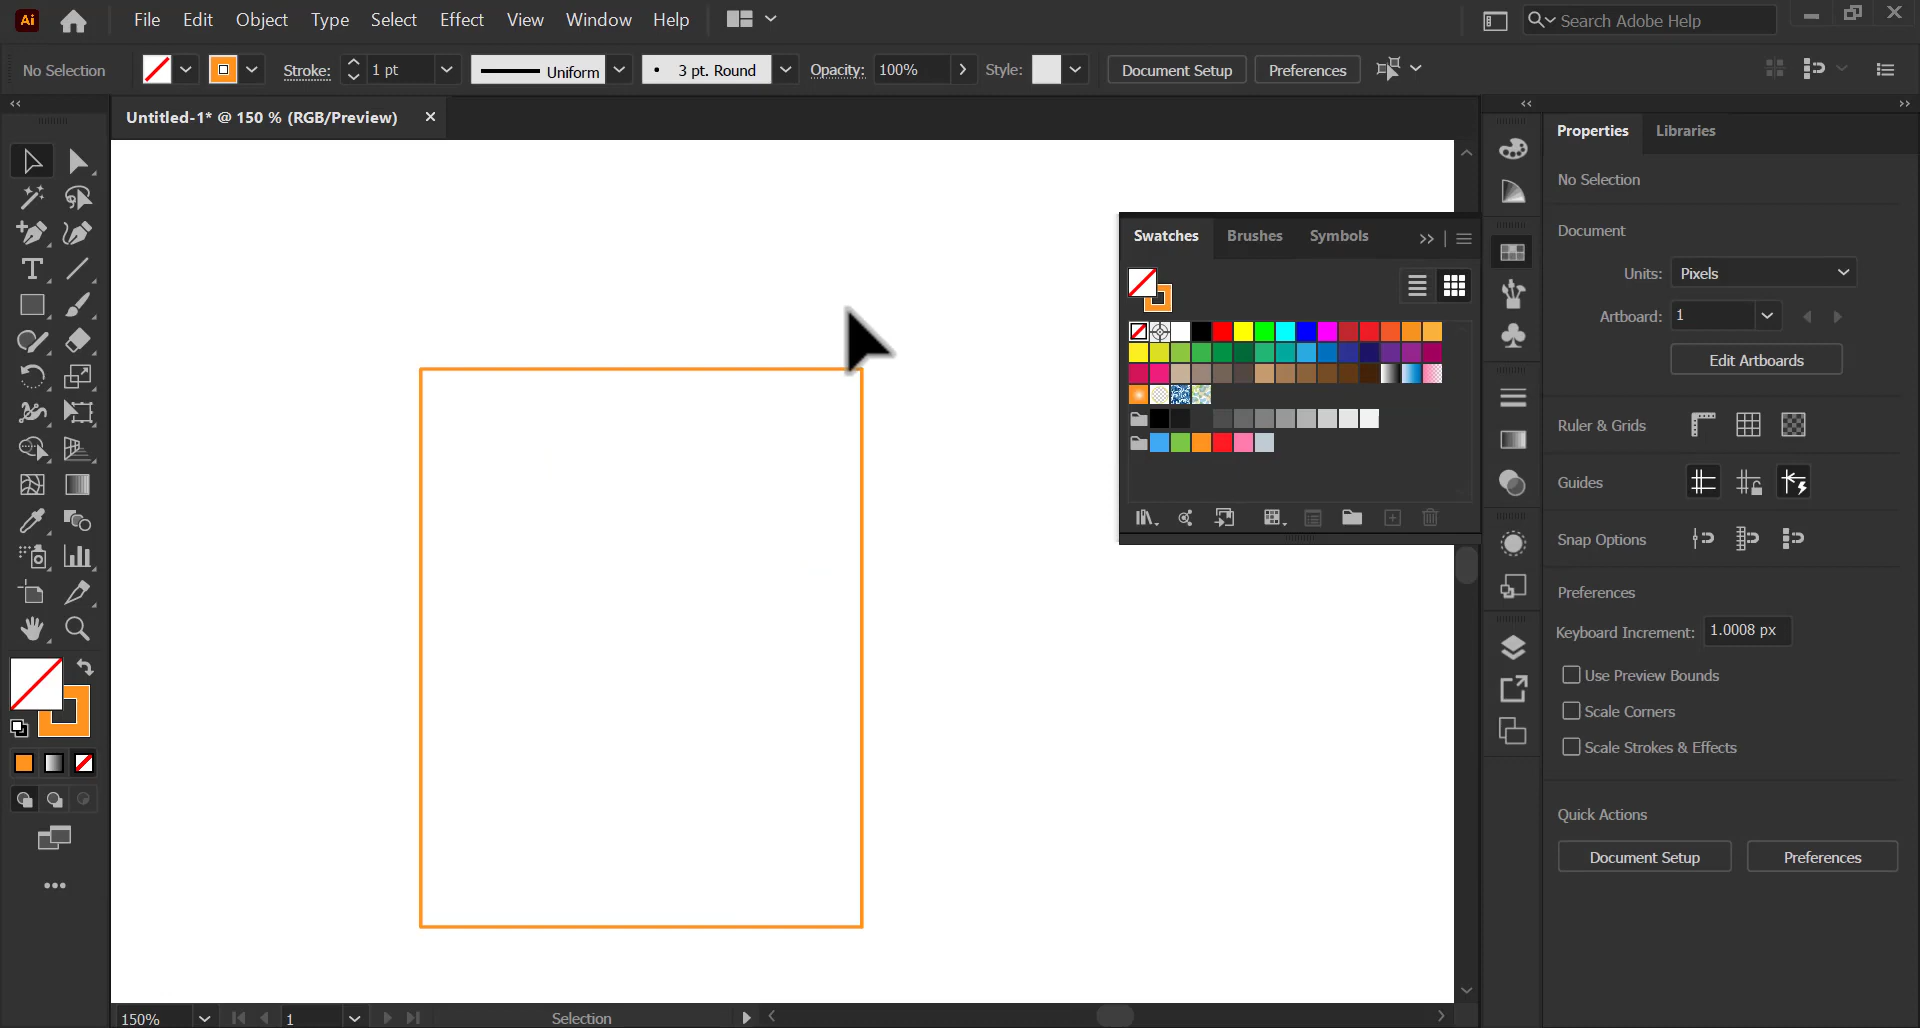 Ai
File Edit Object Type Select Effect View Window Help
Search Adobe Help
No Selection
Stroke: 1 pt
Uniform
3 pt. Round
Opacity: 100%
Style:
Document Setup
Preferences
Untitled-1* @ 150 % (RGB/Preview)
Swatches Brushes Symbols
Properties Libraries
No Selection
Document
Units: Pixels
Artboard: 1
Edit Artboards
Ruler & Grids
Guides
Snap Options
Preferences
Keyboard Increment: 1.0008 px
Use Preview Bounds
Scale Corners
Scale Strokes & Effects
Quick Actions
Document Setup
Preferences
150%
1
Selection